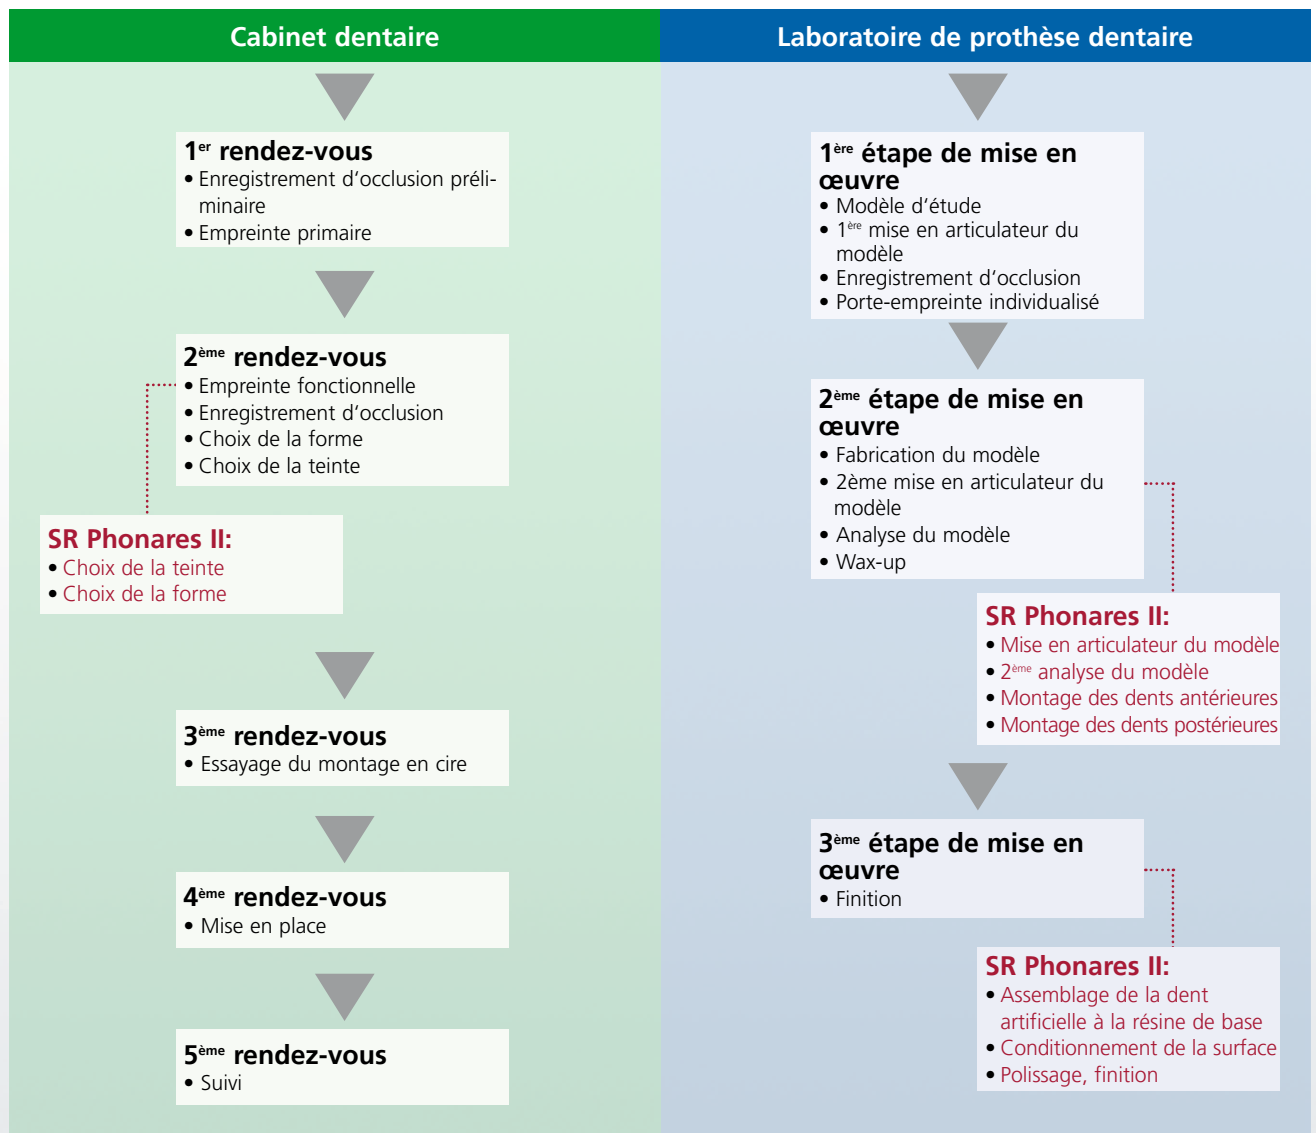 Cabinet dentaire
1er rendez-vous
• Enregistrement d‘occlusion préli-
minaire
• Empreinte primaire
2ème rendez-vous
• Empreinte fonctionnelle
• Enregistrement d‘occlusion
• Choix de la forme
• Choix de la teinte
SR Phonares II:
• Choix de la teinte
• Choix de la forme
3ème rendez-vous
• Essayage du montage en cire
4ème rendez-vous
• Mise en place
5ème rendez-vous
• Suivi
Laboratoire de prothèse dentaire
1ère étape de mise en
œuvre
• Modèle d‘étude
• 1ère mise en articulateur du
modèle
• Enregistrement d’occlusion
• Porte-empreinte individualisé
2ème étape de mise en
œuvre
• Fabrication du modèle
• 2ème mise en articulateur du
modèle
• Analyse du modèle
• Wax-up
SR Phonares II:
• Mise en articulateur du modèle
• 2ème analyse du modèle
• Montage des dents antérieures
• Montage des dents postérieures
3ème étape de mise en
œuvre
• Finition
SR Phonares II:
• Assemblage de la dent
artificielle à la résine de base
• Conditionnement de la surface
• Polissage, finition